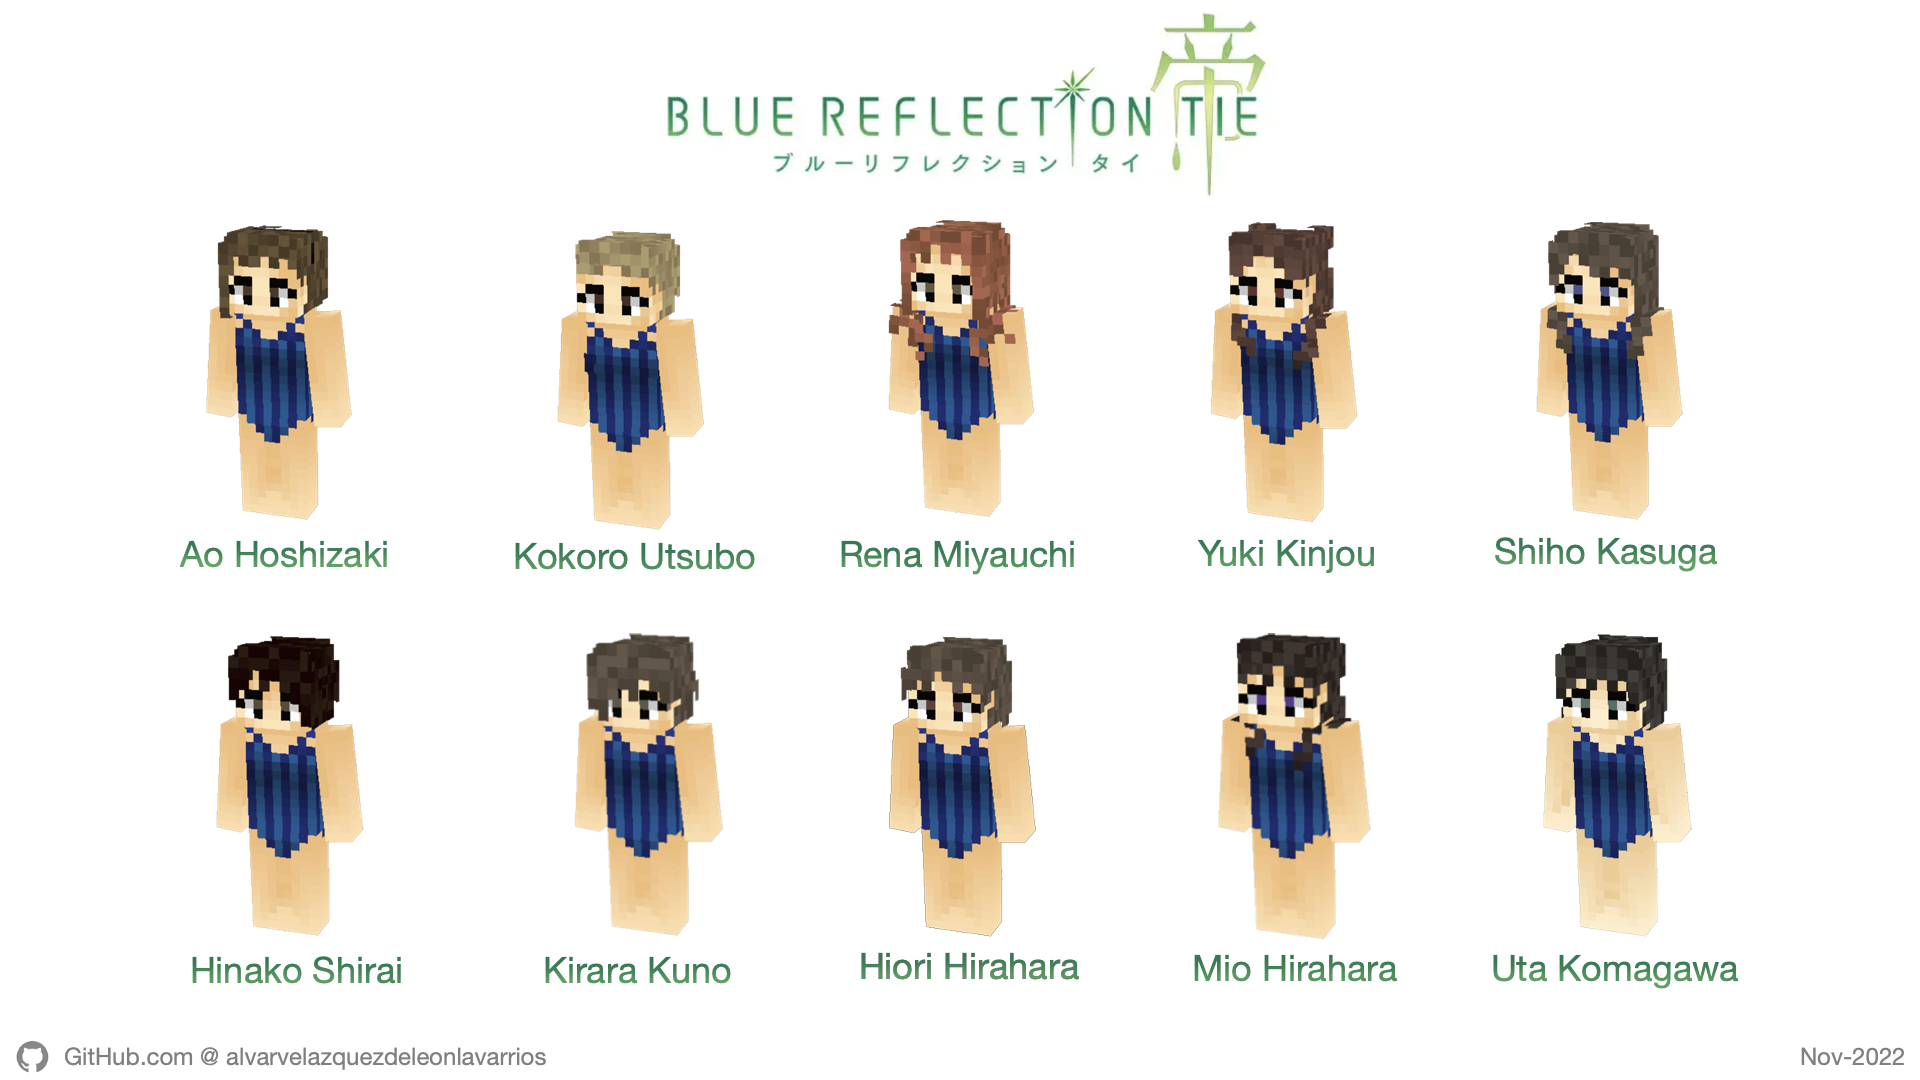 帝
BLUE REFLECTION TIE
ブルーリフレクション タイ
Ao Hoshizaki
Kokoro Utsubo
Rena Miyauchi
Yuki Kinjou
Shiho Kasuga
Hinako Shirai
Kirara Kuno
Hiori Hirahara
Mio Hirahara
Uta Komagawa
GitHub.com @ alvarvelazquezdeleonlavarrios
Nov-2022